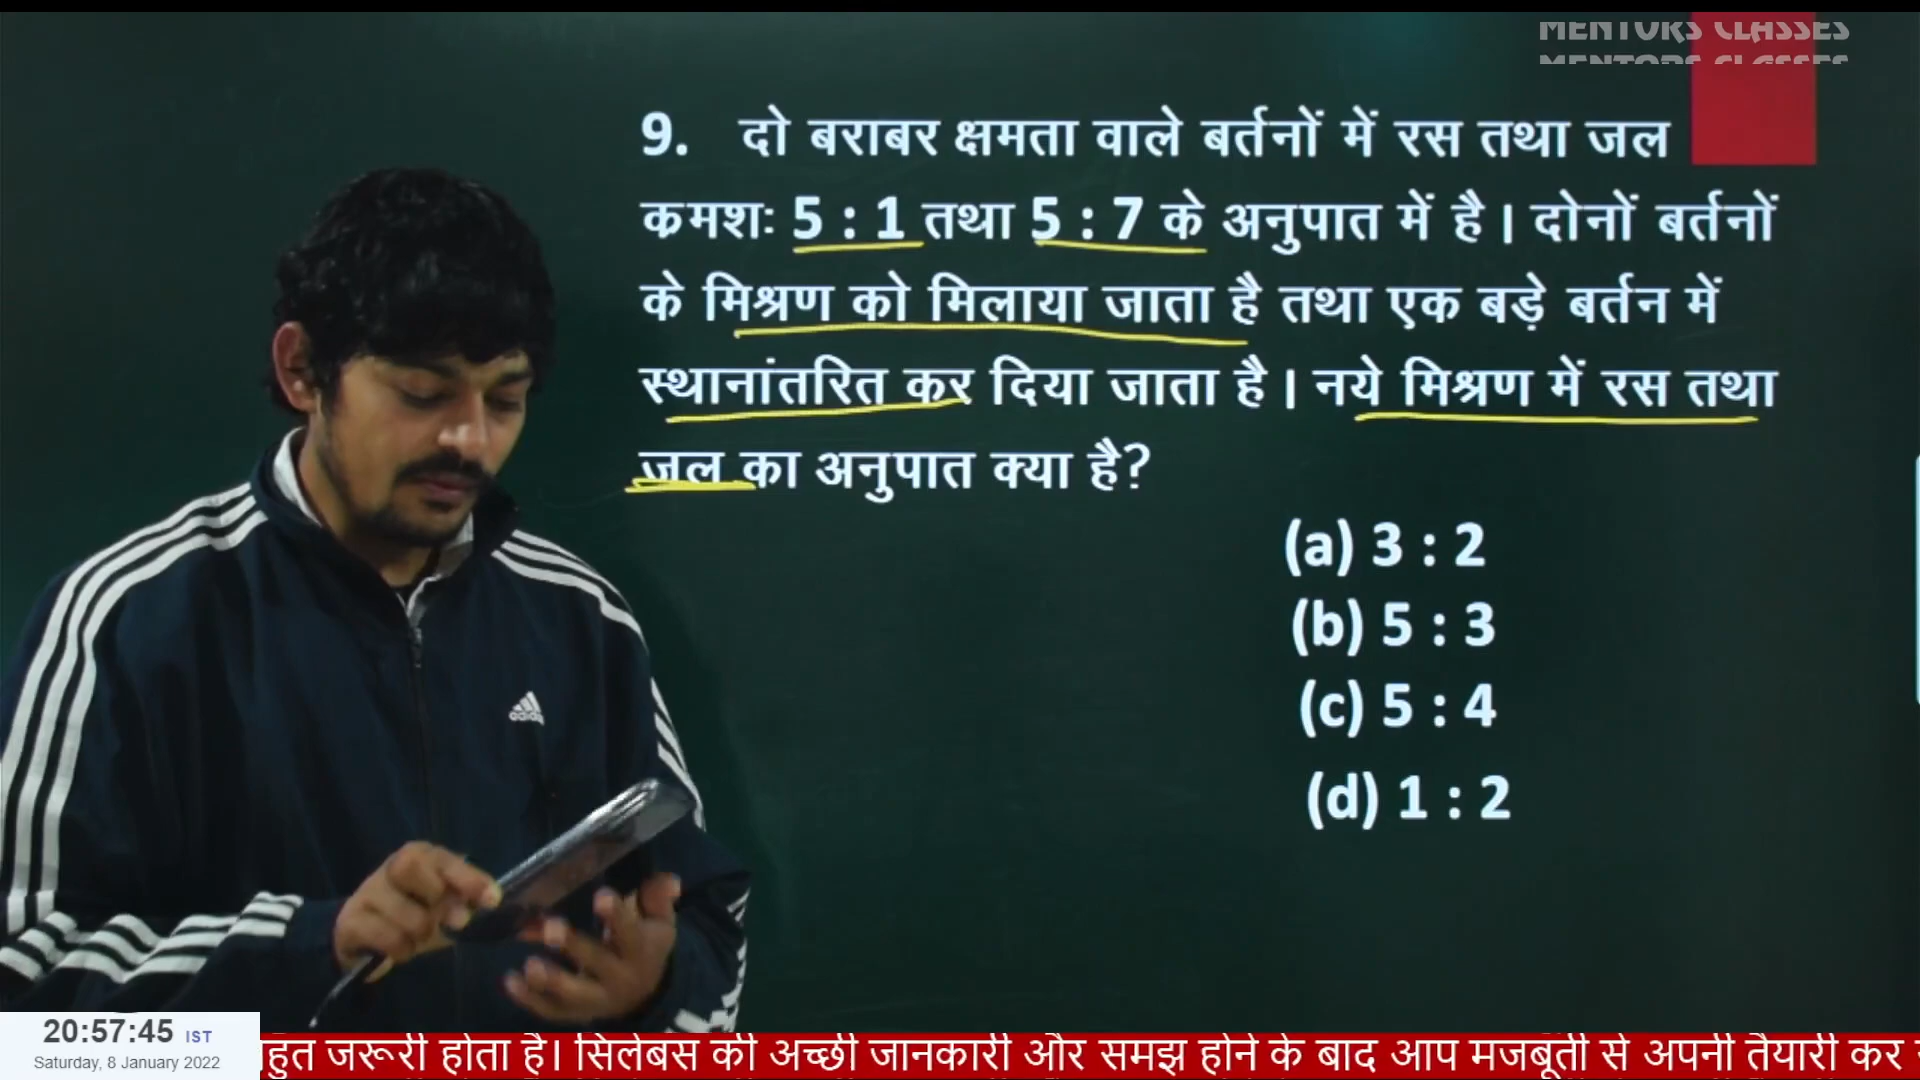 MENTORS CLASSES
9. दो बराबर क्षमता वाले बर्तनों में रस तथा जल
क्रमशः 5 : 1 तथा 5 : 7 के अनुपात में है। दोनों बर्तनों
के मिश्रण को मिलाया जाता है तथा एक बड़े बर्तन में
स्थानांतरित कर दिया जाता है। नये मिश्रण में रस तथा
जल का अनुपात क्या है?
(a) 3 : 2
(b) 5 : 3
(c) 5 : 4
(d) 1 : 2
adidas
20:57:45 IST
Saturday, 8 January 2022
जरूरी होता है। सिलेबस की अच्छी जानकारी और समझ होने के बाद आप मजबूती से अपनी तैयारी कर